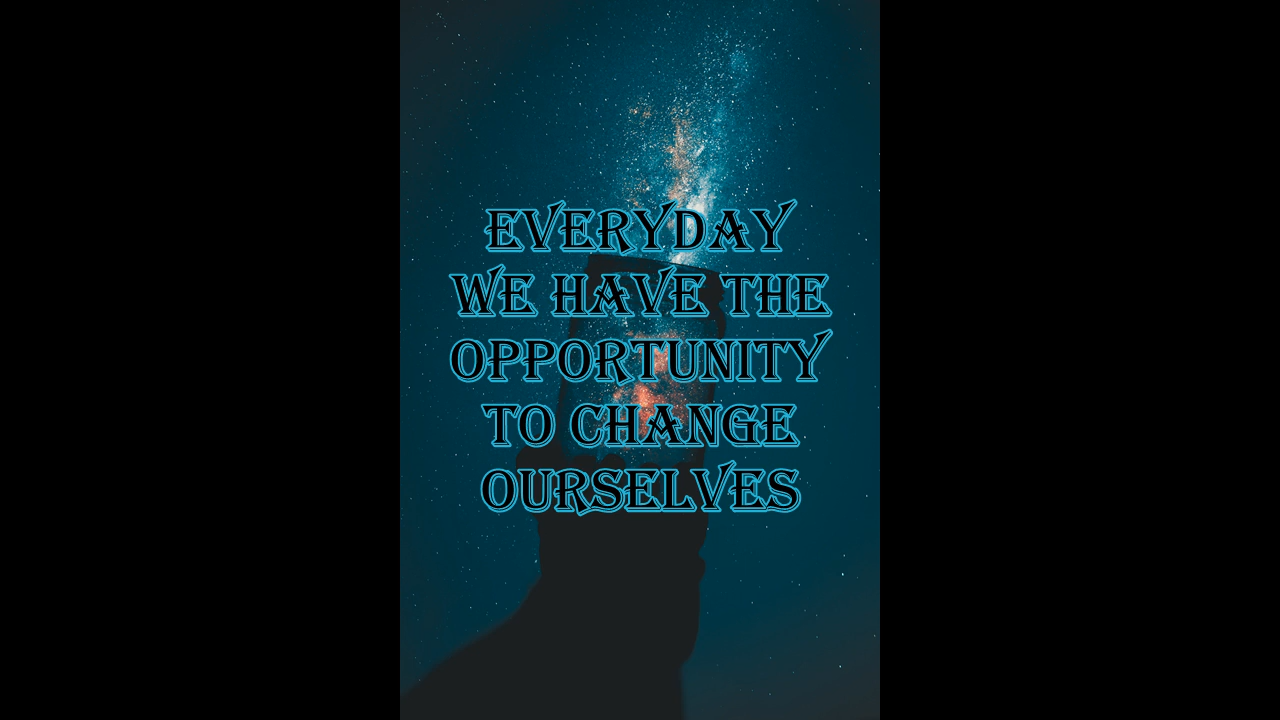 EVERYDAY
WE HAVE THE
OPPORTUNITY
TO CHANGE
OURSELVES